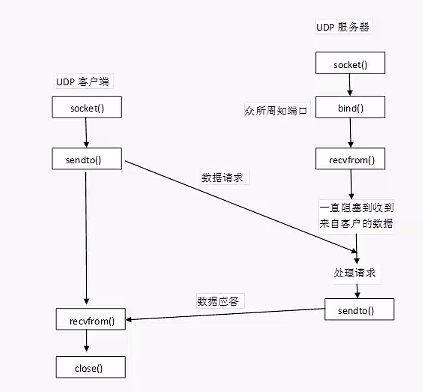 UDP 服务器
UDP 客户端
socket()
socket()
众所周知端口
bind()
sendto()
recvfrom()
数据请求
一直阻塞到收到
来自客户的数据
处理请求
数据应答
sendto()
recvfrom()
close()